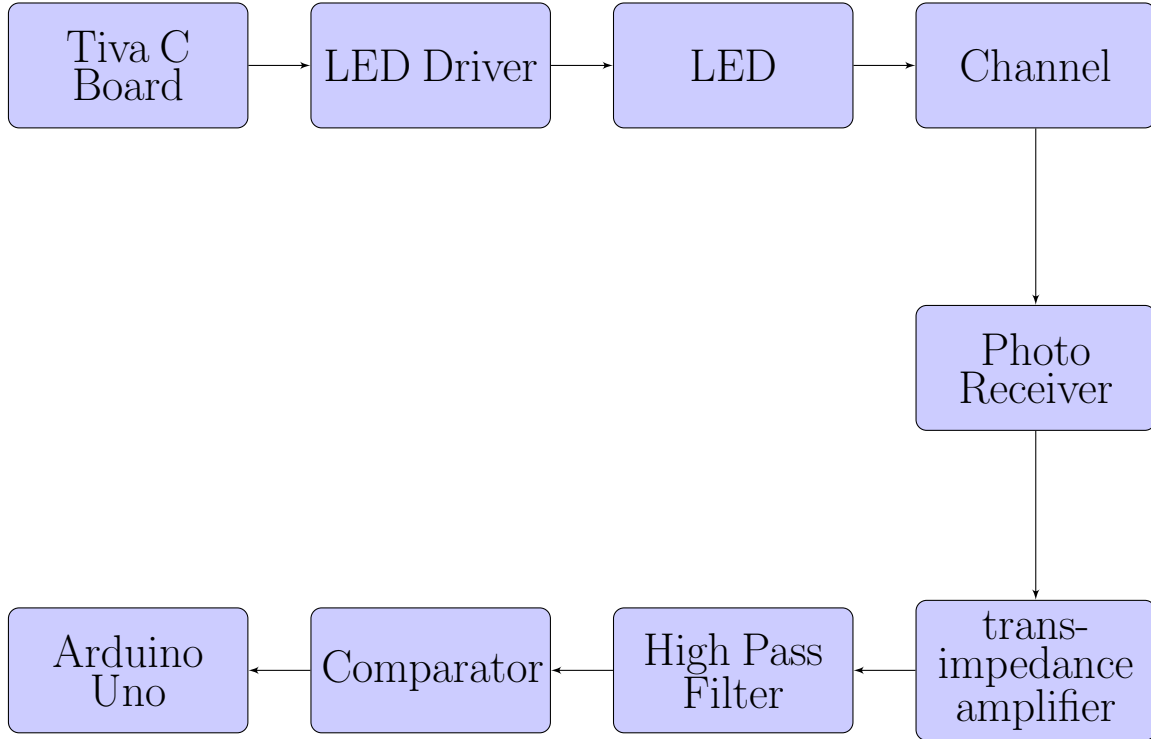 Tiva C
Board
LED Driver
LED
Channel
Photo
Receiver
trans-
impedance
amplifier
High Pass
Filter
Comparator
Arduino
Uno